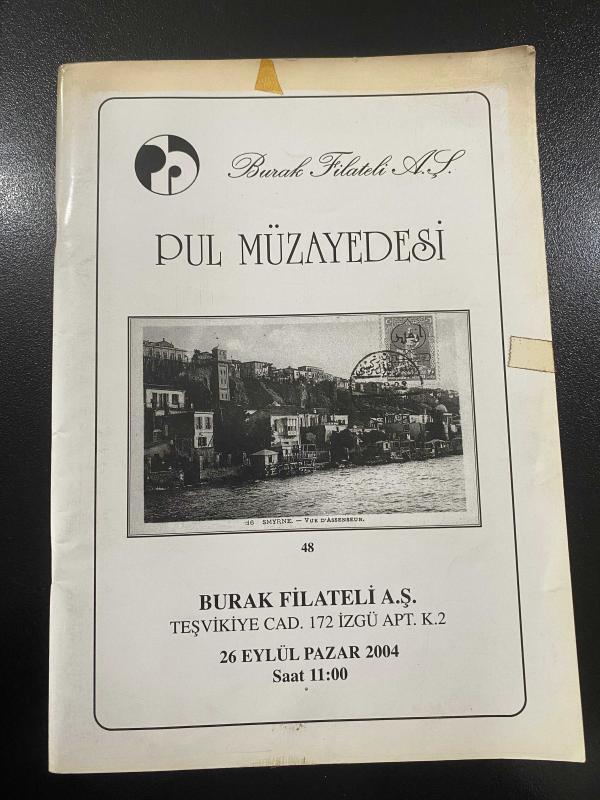 Burak Filateli A.Ş.
PUL MÜZAYEDESİ
16 SMYRNE. — VUE D'ASSENSEUR.
48
BURAK FİLATELİ A.Ş.
TEŞVİKİYE CAD. 172 İZGÜ APT. K.2
26 EYLÜL PAZAR 2004
Saat 11:00